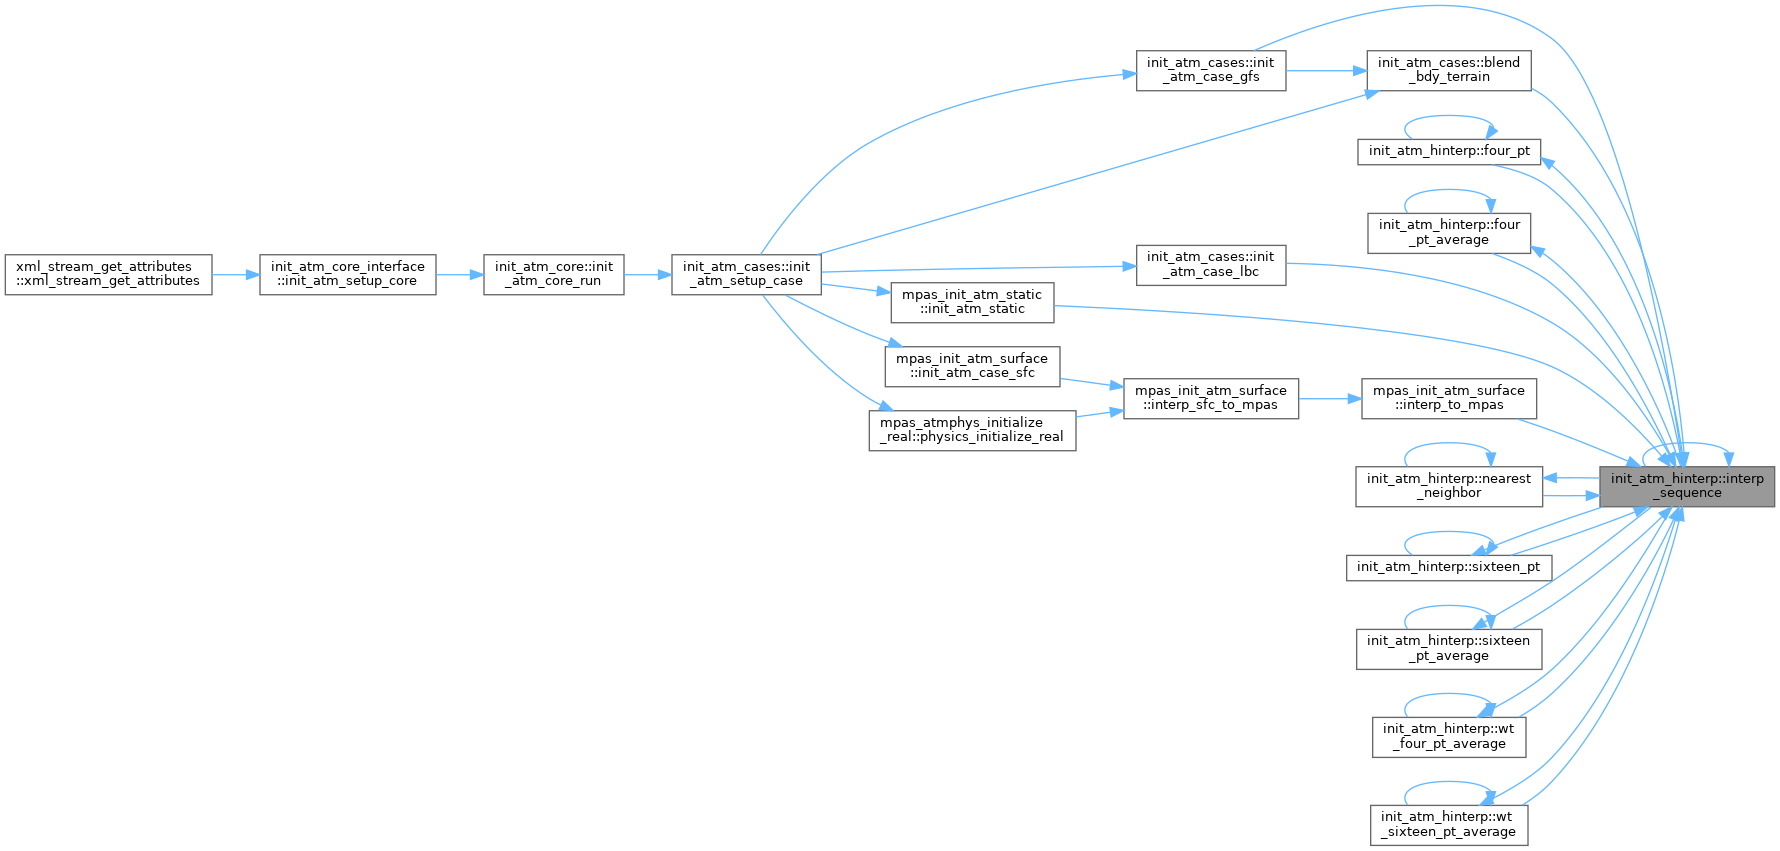 init_atm_cases::init
_atm_case_gfs
init_atm_cases::blend
_bdy_terrain
init_atm_hinterp::four_pt
init_atm_hinterp::four
_pt_average
xml_stream_get_attributes
::xml_stream_get_attributes
init_atm_core_interface
::init_atm_setup_core
init_atm_core::init
_atm_core_run
init_atm_cases::init
_atm_setup_case
init_atm_cases::init
_atm_case_lbc
mpas_init_atm_static
::init_atm_static
mpas_init_atm_surface
::init_atm_case_sfc
mpas_atmphys_initialize
_real::physics_initialize_real
mpas_init_atm_surface
::interp_sfc_to_mpas
mpas_init_atm_surface
::interp_to_mpas
init_atm_hinterp::nearest
_neighbor
init_atm_hinterp::interp
_sequence
init_atm_hinterp::sixteen_pt
init_atm_hinterp::sixteen
_pt_average
init_atm_hinterp::wt
_four_pt_average
init_atm_hinterp::wt
_sixteen_pt_average